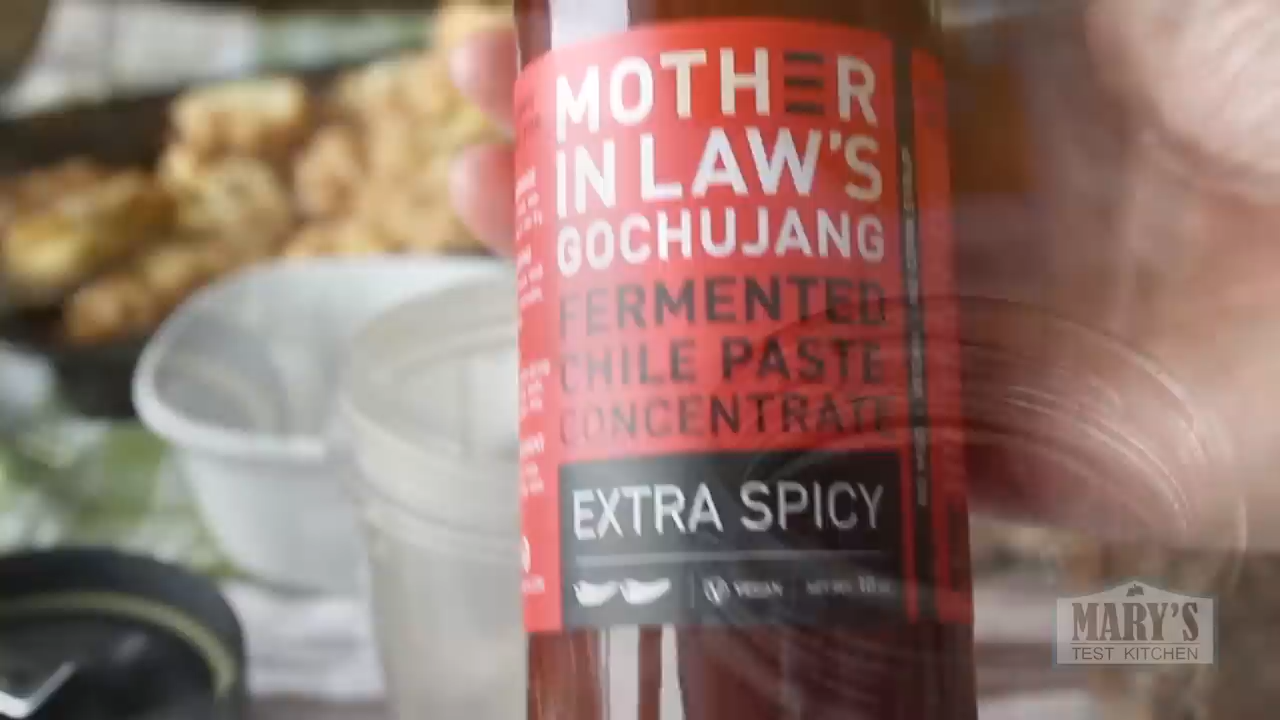 MOTHER
IN LAW'S
GOCHUJANG
FERMENTED
CHILE PASTE
CONCENTRATE
EXTRA SPICY
VEGAN
MARY'S
TEST KITCHEN